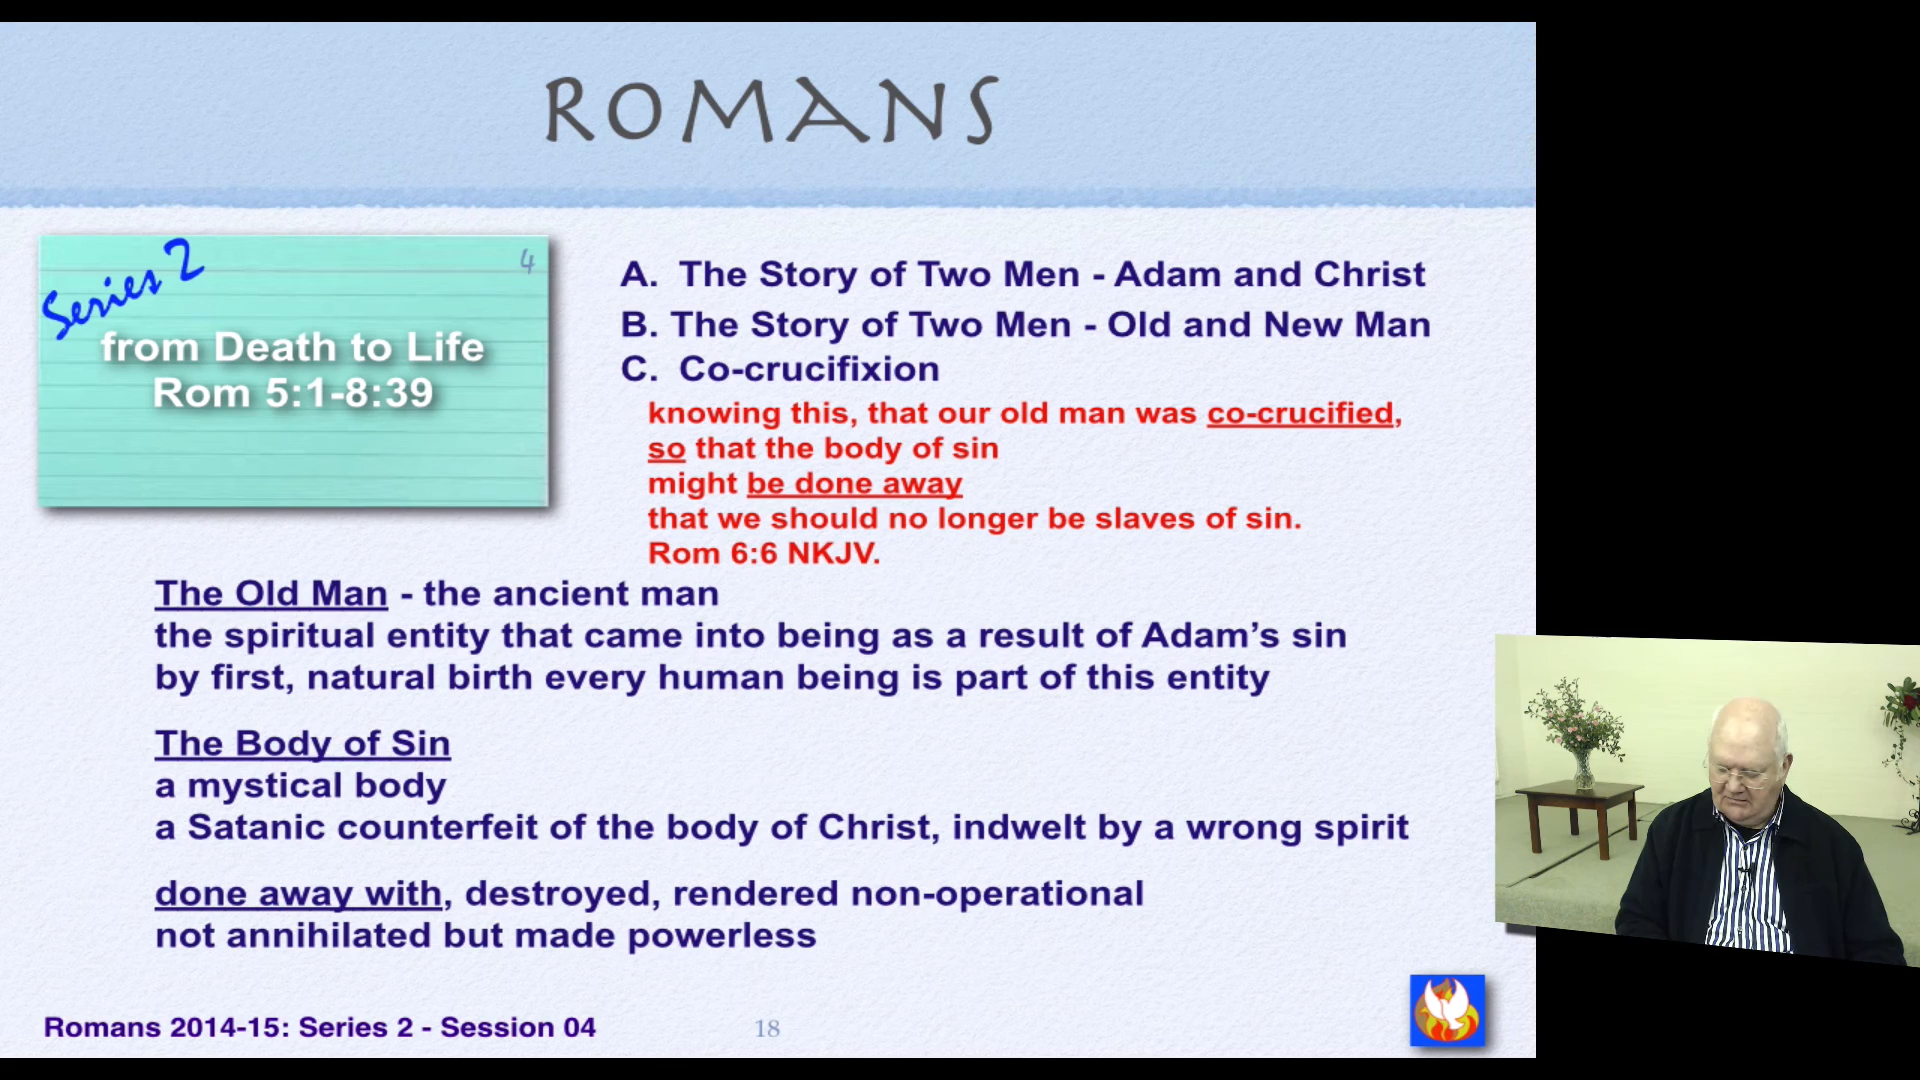 ROMANS
Series 2
4
from Death to Life
Rom 5:1-8:39
A. The Story of Two Men - Adam and Christ
B. The Story of Two Men - Old and New Man
C. Co-crucifixion
knowing this, that our old man was co-crucified,
so that the body of sin
might be done away
that we should no longer be slaves of sin.
Rom 6:6 NKJV.
The Old Man - the ancient man
the spiritual entity that came into being as a result of Adam’s sin
by first, natural birth every human being is part of this entity
The Body of Sin
a mystical body
a Satanic counterfeit of the body of Christ, indwelt by a wrong spirit
done away with, destroyed, rendered non-operational
not annihilated but made powerless
Romans 2014-15: Series 2 - Session 04
18